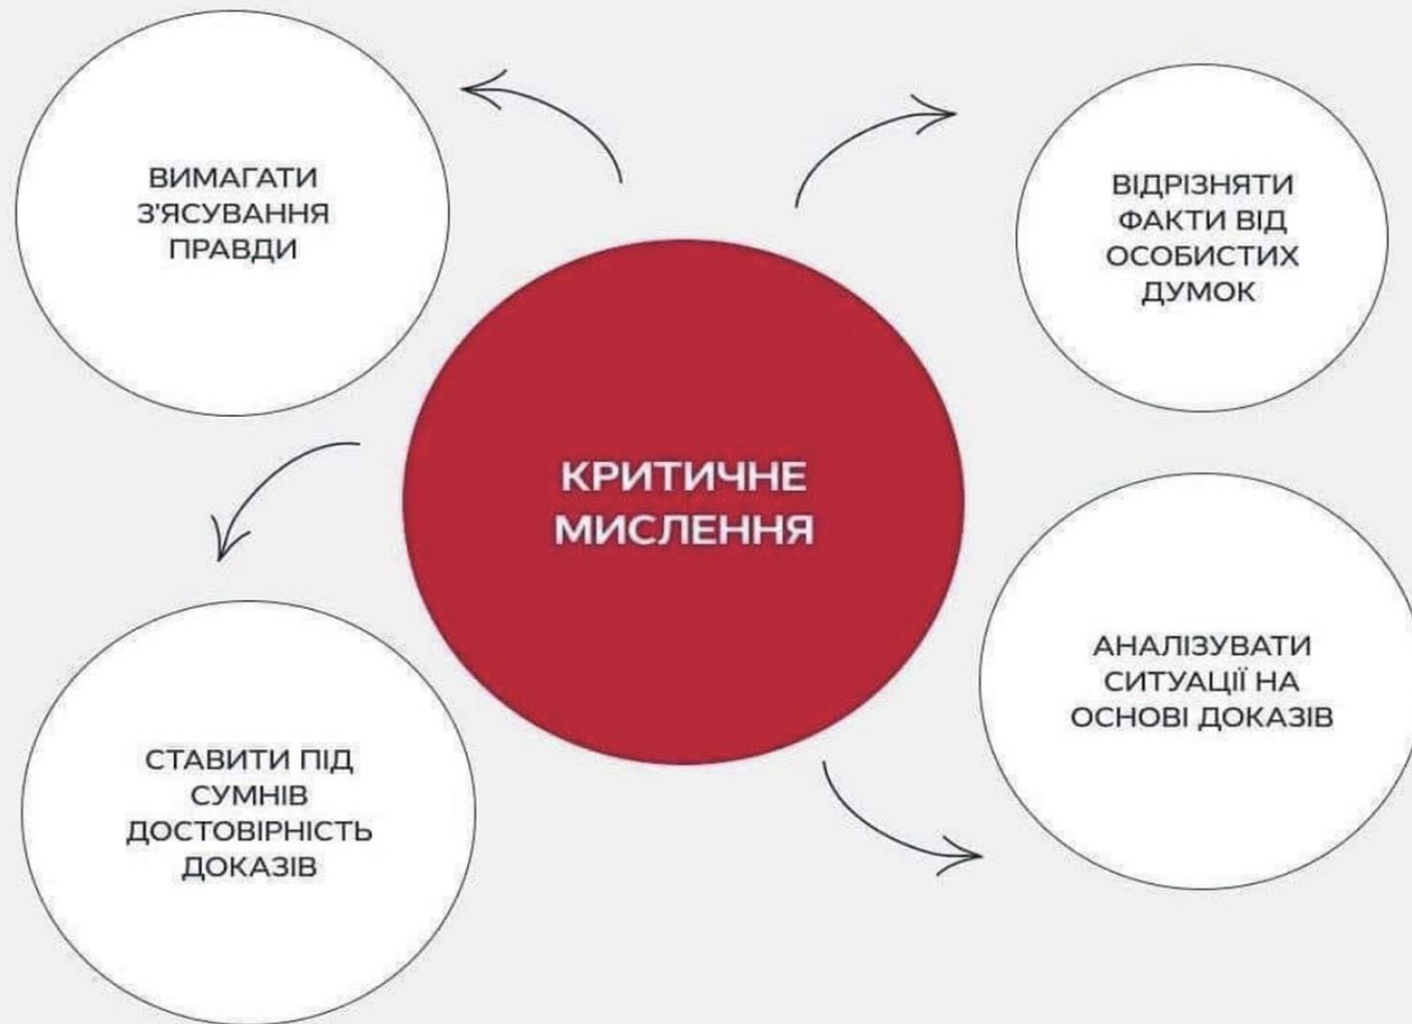 ВИМАГАТИ
З'ЯСУВАННЯ
ПРАВДИ
ВІДРІЗНЯТИ
ФАКТИ ВІД
ОСОБИСТИХ
ДУМОК
КРИТИЧНЕ
МИСЛЕННЯ
СТАВИТИ ПІД
СУМНІВ
ДОСТОВІРНІСТЬ
ДОКАЗІВ
АНАЛІЗУВАТИ
СИТУАЦІЇ НА
ОСНОВІ ДОКАЗІВ